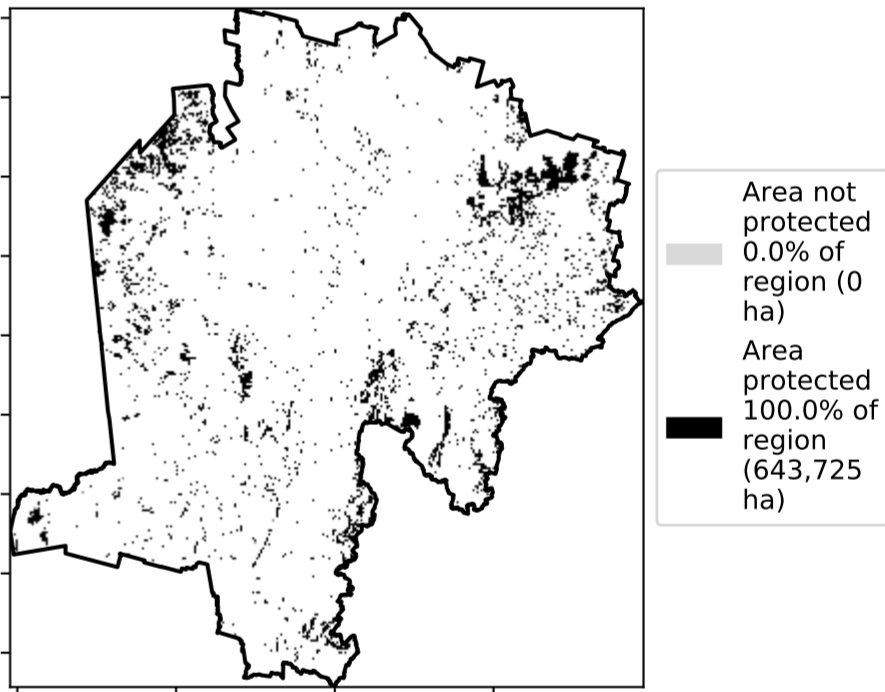 Area not
protected
0.0% of
region (0
ha)
Area
protected
100.0% of
region
(643,725
ha)